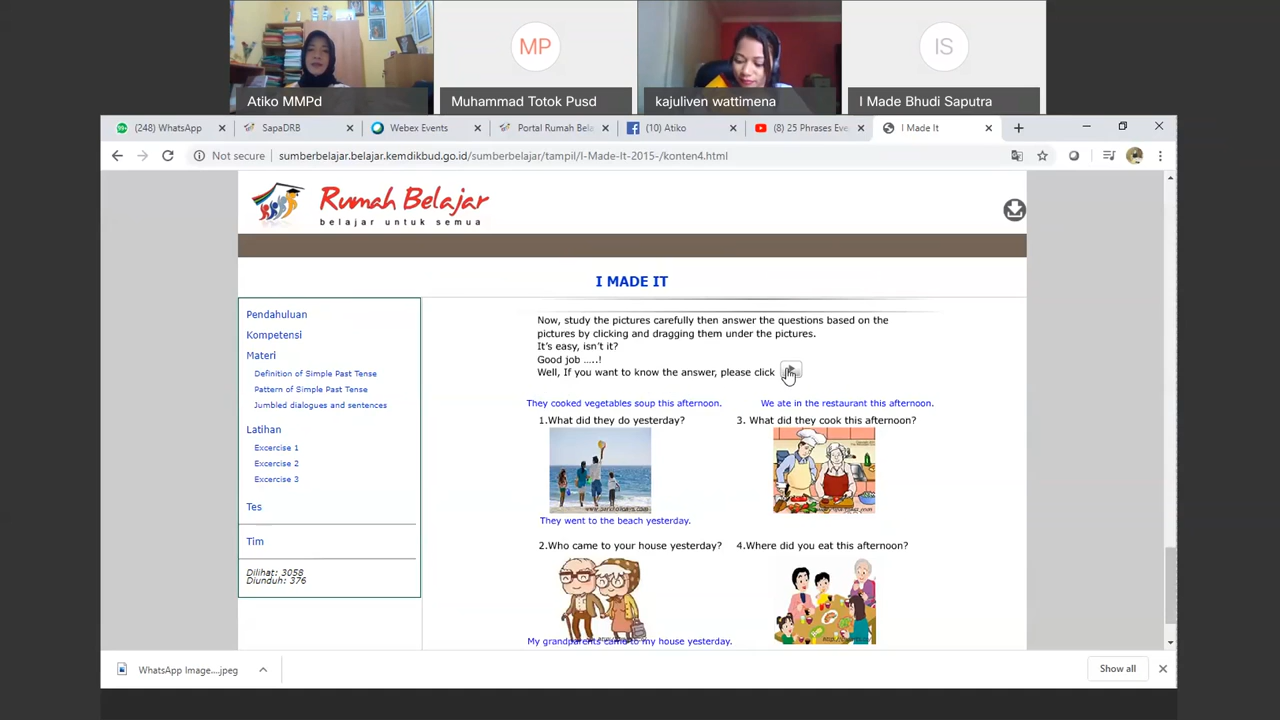 MP
IS
Atiko MMPd
Muhammad Totok Pusd
kajuliven wattimena
I Made Bhudi Saputra
99+
(248) WhatsApp
SapaDRB
Webex Events
Portal Rumah Bela
(10) Atiko
(8) 25 Phrases Eve
I Made It
Not secure
sumberbelajar.belajar.kemdikbud.go.id/sumberbelajar/tampil/I-Made-It-2015-/konten4.html
Rumah Belajar
belajar untuk semua
I MADE IT
Pendahuluan
Kompetensi
Materi
Definition of Simple Past Tense
Pattern of Simple Past Tense
Jumbled dialogues and sentences
Latihan
Excercise 1
Excercise 2
Excercise 3
Tes
Tim
Dilihat: 3058
Diunduh: 376
Now, study the pictures carefully then answer the questions based on the
pictures by clicking and dragging them under the pictures.
It's easy, isn't it?
Good job .....!
Well, If you want to know the answer, please click
They cooked vegetables soup this afternoon.
We ate in the restaurant this afternoon.
1.What did they do yesterday?
3. What did they cook this afternoon?
They went to the beach yesterday.
2.Who came to your house yesterday?
4.Where did you eat this afternoon?
My grandparents came to my house yesterday.
WhatsApp Image....jpeg
Show all